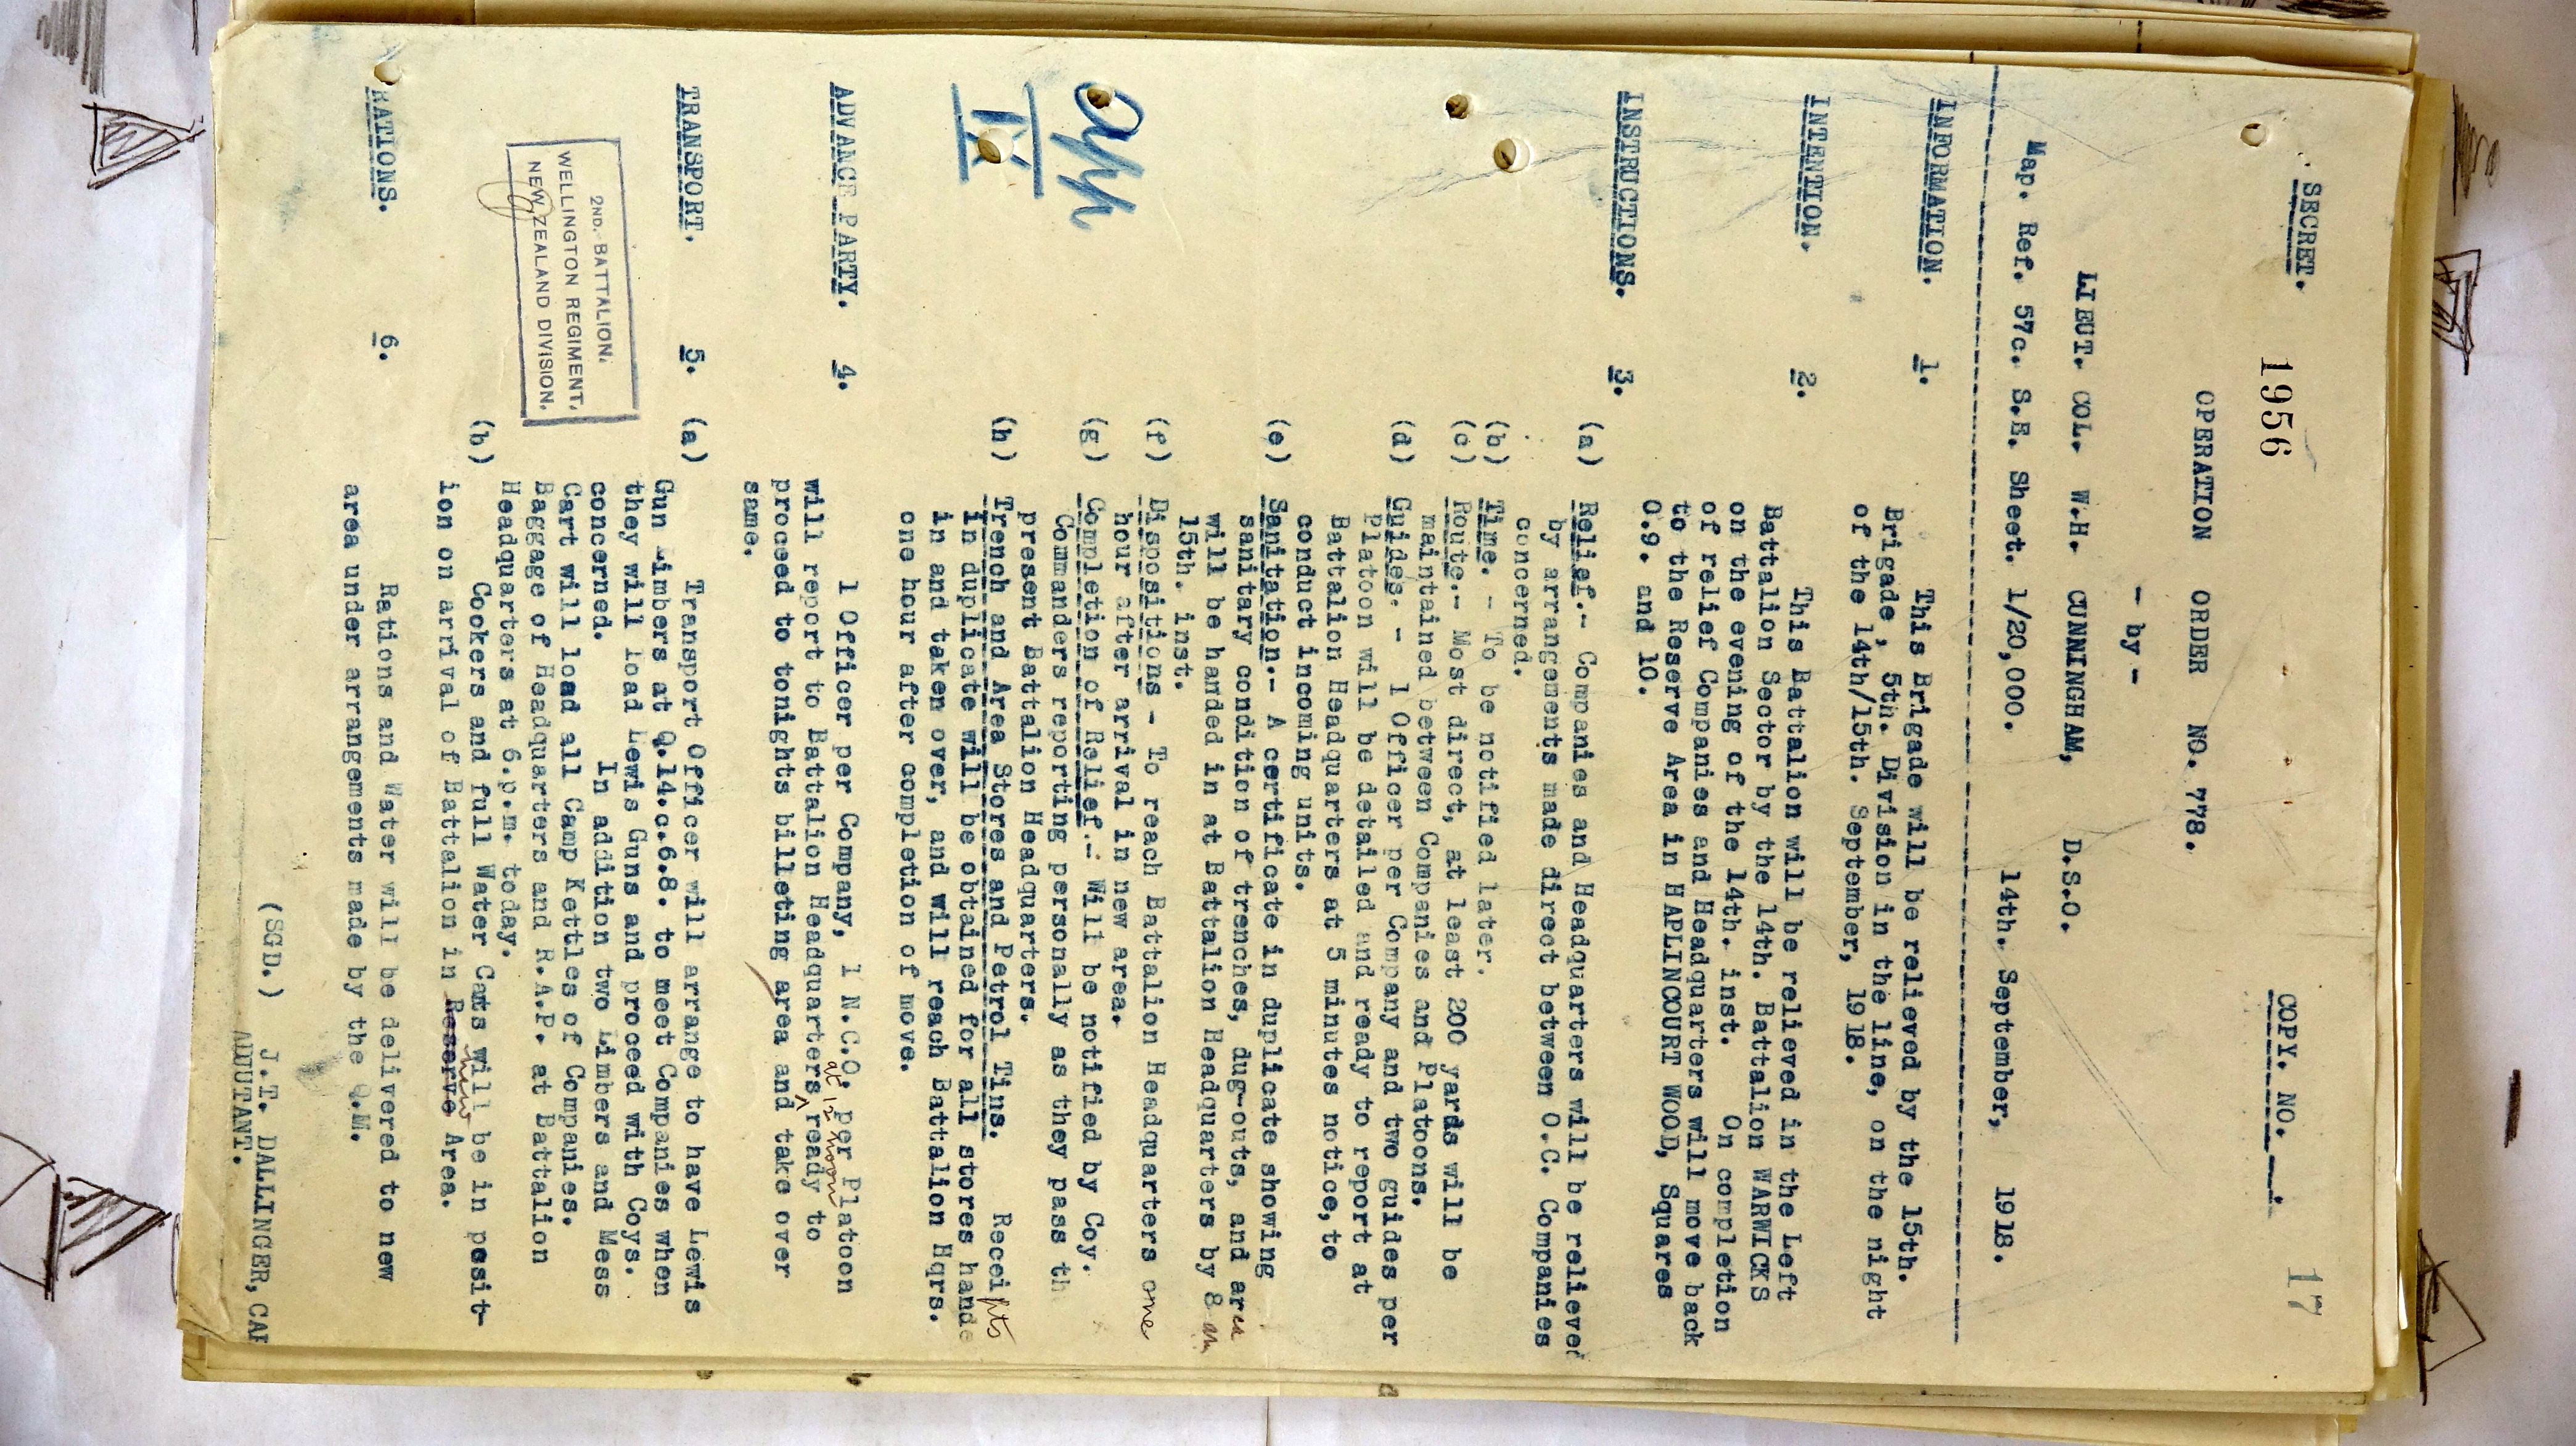 SECRET. 1956 COPY. NO. __. 17
OPERATION ORDER NO. 778.
- by -
LIEUT. COL. W.H. CUNNINGHAM, D.S.O.
Map. Ref. 57c. S.E. Sheet. 1/20,000. 14th. September, 1918.
INFORMATION. 1. This Brigade will be relieved by the 15th.
Brigade, 5th. Division in the line, on the night
of the 14th/15th. September, 1918.
INTENTION. 2. This Battalion will be relieved in the Left
Battalion Sector by the 14th. Battalion WARWICKS
on the evening of the 14th. inst. On completion
of relief Companies and Headquarters will move back
to the Reserve Area in HAPLINCOURT WOOD, Squares
O.9. and 10.
INSTRUCTIONS. 3. (a) Relief.- Companies and Headquarters will be relieved
by arrangements made direct between O.C. Companies
concerned.
(b) Time. - To be notified later.
(c) Route.- Most direct, at least 200 yards will be
maintained between Companies and Platoons.
(d) Guides. - 1 Officer per Company and two guides per
Platoon will be detailed and ready to report at
Battalion Headquarters at 5 minutes notice, to
conduct incoming units.
(e) Sanitation.- A certificate in duplicate showing
sanitary condition of trenches, dug-outs, and area
will be handed in at Battalion Headquarters by 8 am
15th. inst.
(f) Dispositions - To reach Battalion Headquarters one
hour after arrival in new area.
(g) Completion of Relief.- Will be notified by Coy.
Commanders reporting personally as they pass th
present Battalion Headquarters.
(h) Trench and Area Stores and Petrol Tins. Receipts
in duplicate will be obtained for all stores hande
in and taken over, and will reach Battalion Hqrs.
one hour after completion of move.
App
IX
ADVANCE PARTY. 4. 1 Officer per Company, 1 N.C.O. per Platoon
will report to Battalion Headquarters at 12 noon ready to
proceed to tonights billeting area and take over
same.
TRANSPORT. 5. (a) Transport Officer will arrange to have Lewis
Gun Limbers at Q.14.c.6.8. to meet Companies when
they will load Lewis Guns and proceed with Coys.
concerned. In addition two Limbers and Mess
Cart will load all Camp Kettles of Companies.
Baggage of Headquarters and R.A.P. at Battalion
Headquarters at 6.p.m. today.
(b) Cookers and full Water Carts will be in posit-
ion on arrival of Battalion in Reserve new Area.
2ND. BATTALION.
WELLINGTON REGIMENT,
NEW ZEALAND DIVISION.
RATIONS. 6. Rations and Water will be delivered to new
area under arrangements made by the Q.M.
(SGD.) J.T. DALLINGER, CAP
ADJUTANT.